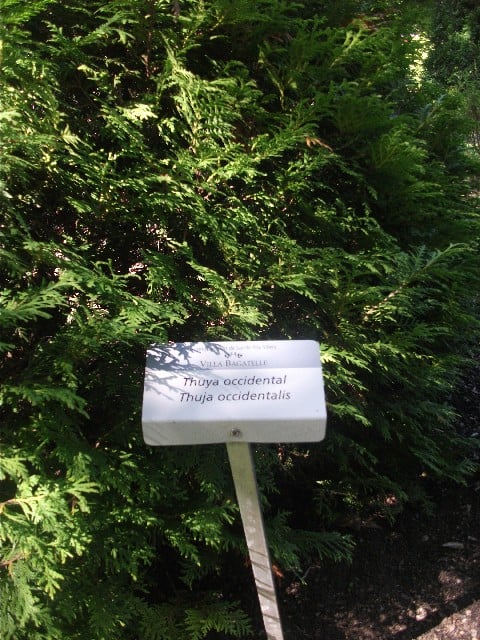 VILLA BAGATELLE
Thuya occidental
Thuja occidentalis